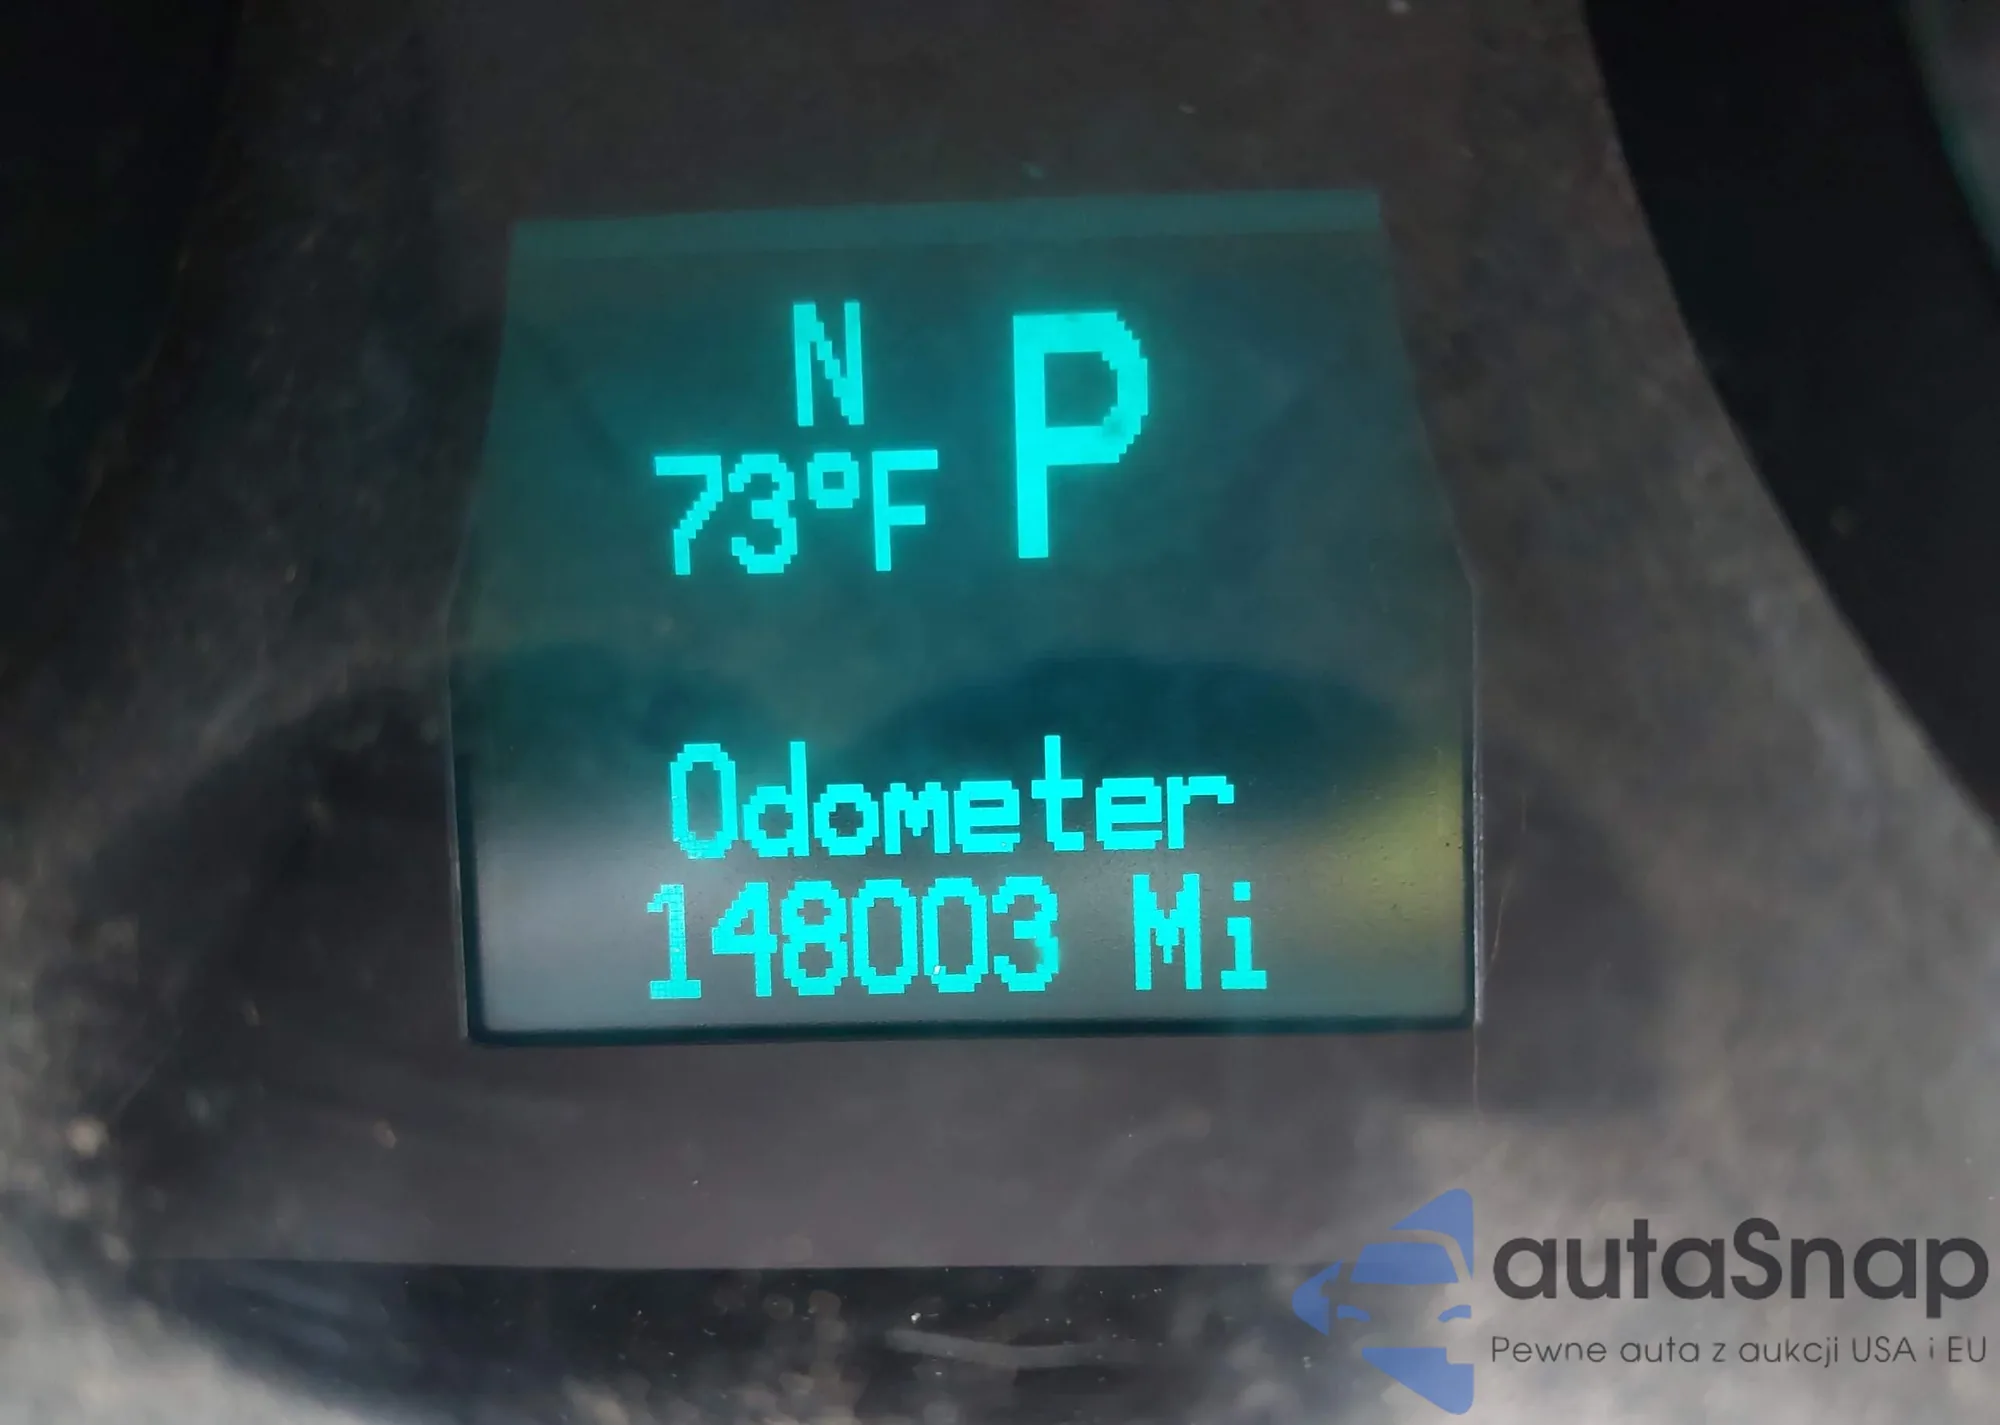 N P
73°F
Odometer
148003 Mi
autaSnap
Pewne auta z aukcji USA i EU